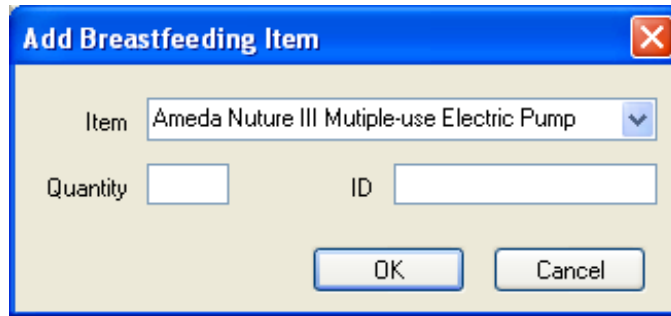 Add Breastfeeding Item
Item Ameda Nuture III Mutiple-use Electric Pump
Quantity ID
OK Cancel